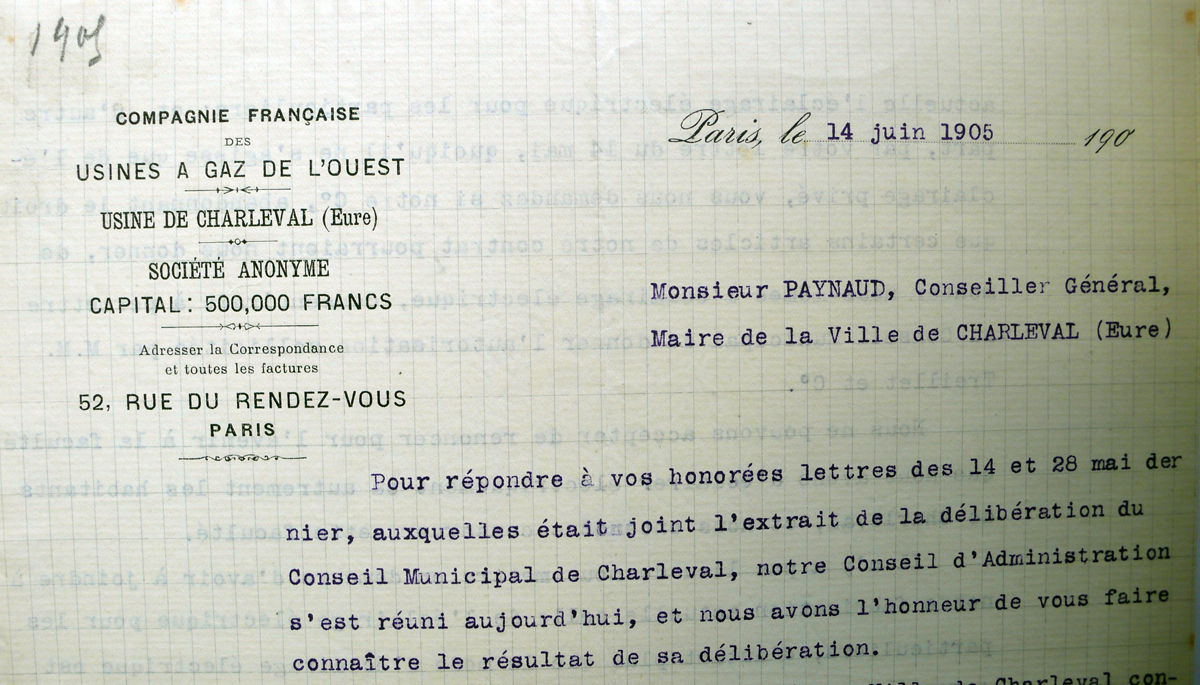 1905
COMPAGNIE FRANÇAISE
DES
USINES A GAZ DE L'OUEST
USINE DE CHARLEVAL (Eure)
SOCIÉTÉ ANONYME
CAPITAL: 500,000 FRANCS
Adresser la Correspondance
et toutes les factures
52, RUE DU RENDEZ-VOUS
PARIS
Paris, le 14 juin 1905 190
Monsieur PAYNAUD, Conseiller Général,
Maire de la Ville de CHARLEVAL (Eure)
Pour répondre à vos honorées lettres des 14 et 28 mai der
nier, auxquelles était joint l'extrait de la délibération du
Conseil Municipal de Charleval, notre Conseil d'Administration
s'est réuni aujourd'hui, et nous avons l'honneur de vous faire
connaître le résultat de sa délibération.
Ville de Charleval con-